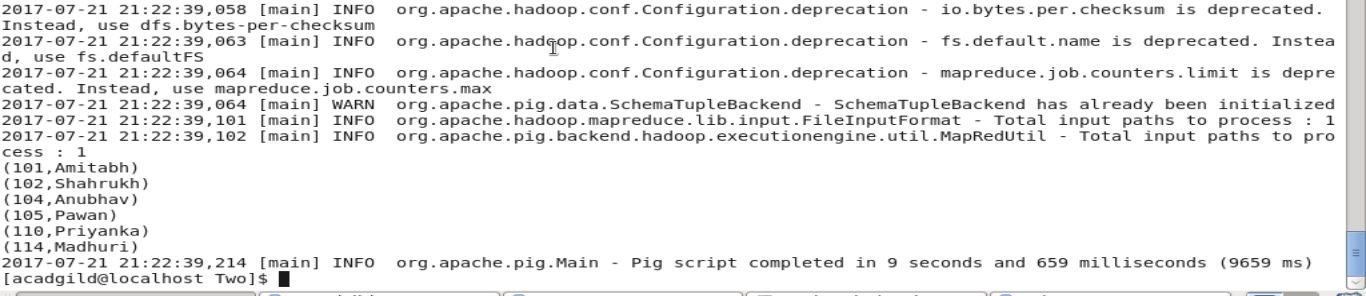 2017-07-21 21:22:39,058 [main] INFO  org.apache.hadoop.conf.Configuration.deprecation - io.bytes.per.checksum is deprecated.
Instead, use dfs.bytes-per-checksum
2017-07-21 21:22:39,063 [main] INFO  org.apache.hadoop.conf.Configuration.deprecation - fs.default.name is deprecated. Instea
d, use fs.defaultFS
2017-07-21 21:22:39,064 [main] INFO  org.apache.hadoop.conf.Configuration.deprecation - mapreduce.job.counters.limit is depre
cated. Instead, use mapreduce.job.counters.max
2017-07-21 21:22:39,064 [main] WARN  org.apache.pig.data.SchemaTupleBackend - SchemaTupleBackend has already been initialized
2017-07-21 21:22:39,101 [main] INFO  org.apache.hadoop.mapreduce.lib.input.FileInputFormat - Total input paths to process : 1
2017-07-21 21:22:39,102 [main] INFO  org.apache.pig.backend.hadoop.executionengine.util.MapRedUtil - Total input paths to pro
cess : 1
(101,Amitabh)
(102,Shahrukh)
(104,Anubhav)
(105,Pawan)
(110,Priyanka)
(114,Madhuri)
2017-07-21 21:22:39,214 [main] INFO  org.apache.pig.Main - Pig script completed in 9 seconds and 659 milliseconds (9659 ms)
[acadgild@localhost Two]$